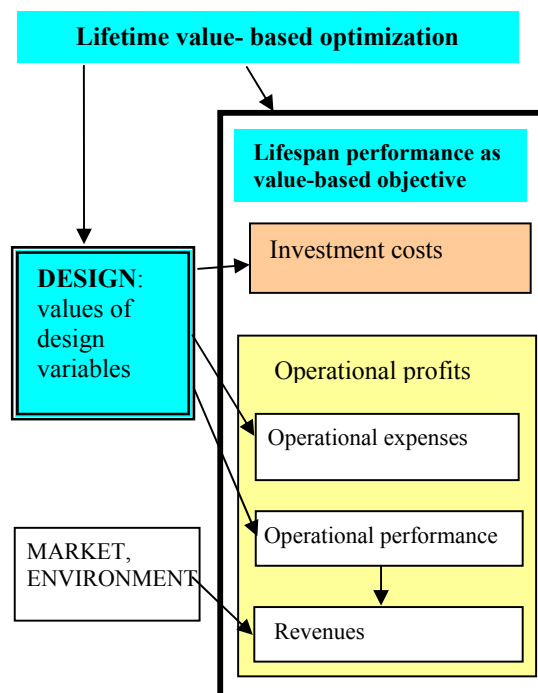 Lifetime value- based optimization
Lifespan performance as
value-based objective
Investment costs
DESIGN:
values of
design
variables
Operational profits
Operational expenses
Operational performance
MARKET,
ENVIRONMENT
Revenues